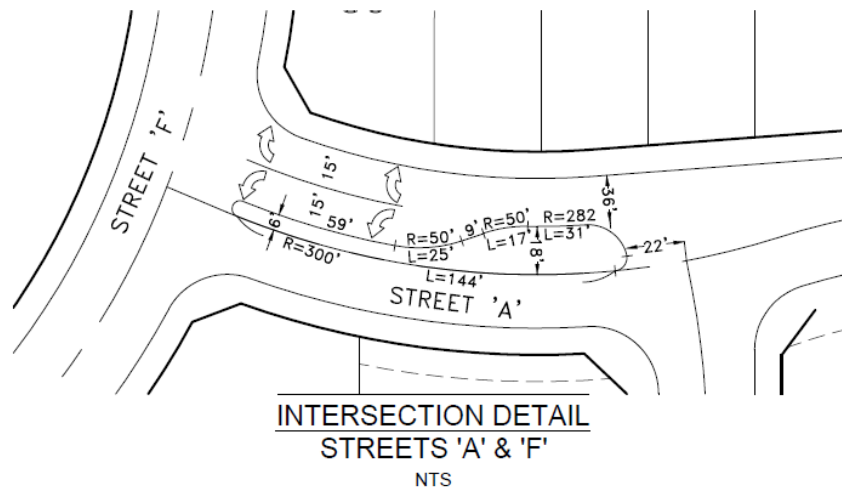 STREET 'F'
15'
15'
36'
6'
59'
R=50'
L=25'
9'
R=50'
L=17'
R=282
L=31'
18'
22'
R=300'
L=144'
STREET 'A'
INTERSECTION DETAIL
STREETS 'A' & 'F'
NTS